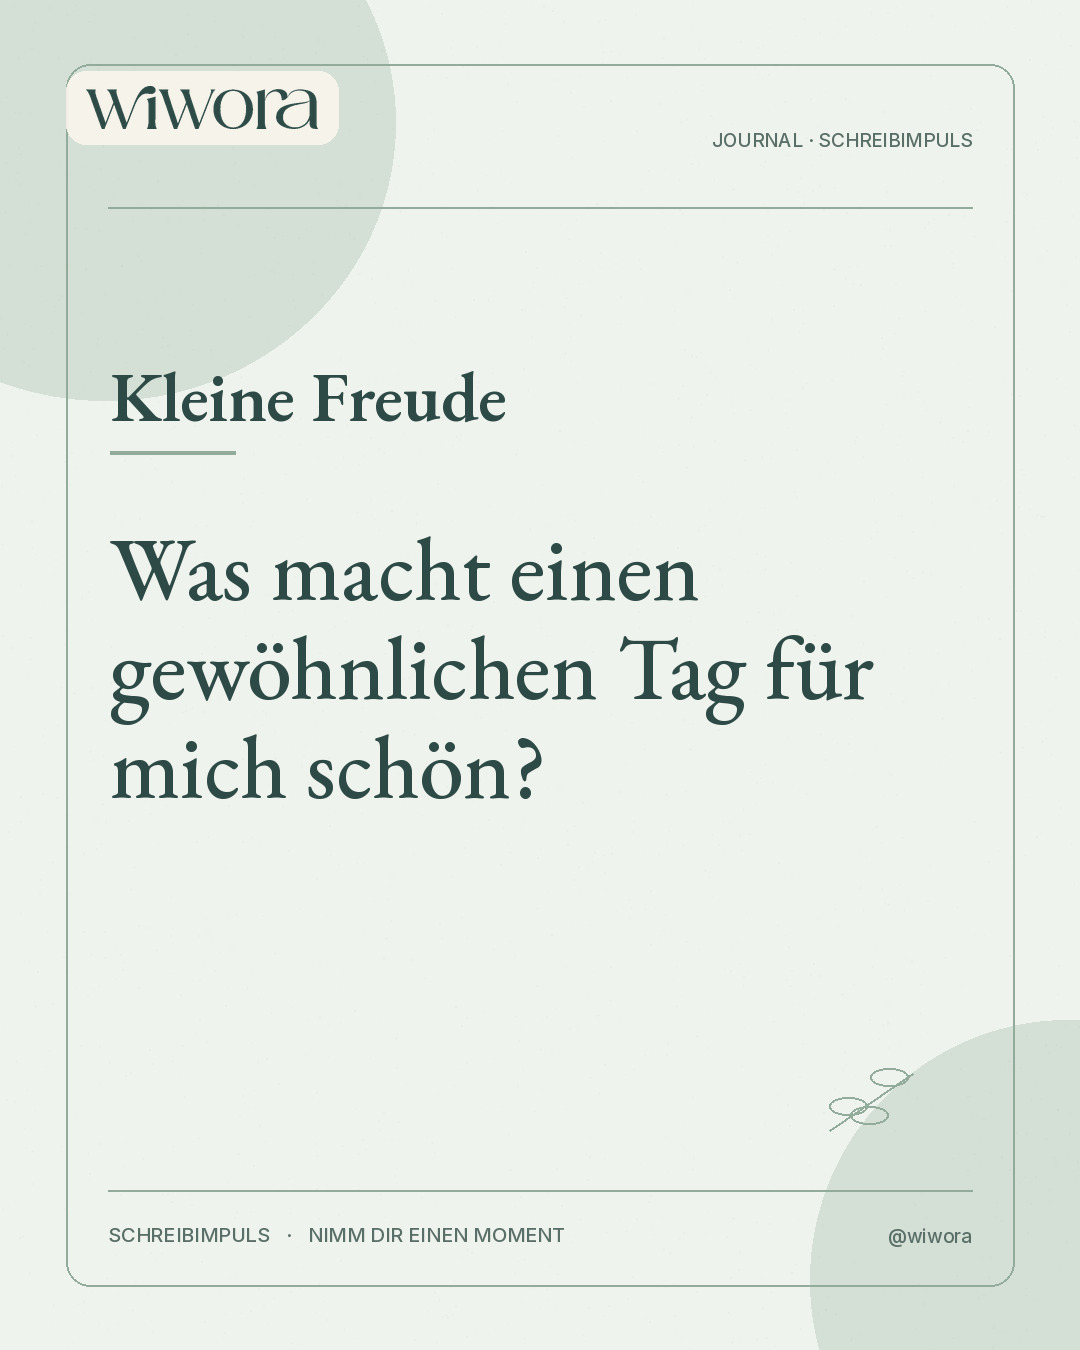 wiwora
JOURNAL · SCHREIBIMPULS
Kleine Freude
Was macht einen
gewöhnlichen Tag für
mich schön?
SCHREIBIMPULS · NIMM DIR EINEN MOMENT
@wiwora